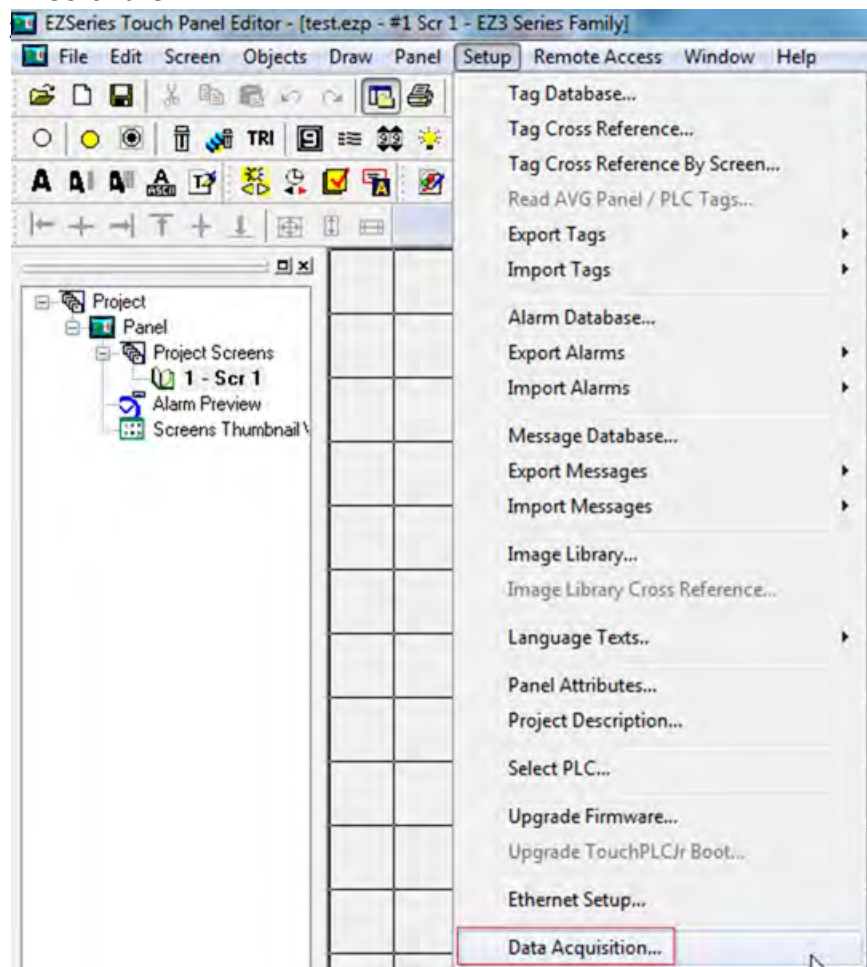 EZSeries Touch Panel Editor - [test.ezp - #1 Scr 1 - EZ3 Series Family]
File Edit Screen Objects Draw Panel Setup Remote Access Window Help
TRI
A A A A ASCII
Project
Panel
Project Screens
1 - Scr 1
Alarm Preview
Screens Thumbnail
Tag Database...
Tag Cross Reference...
Tag Cross Reference By Screen...
Read AVG Panel / PLC Tags...
Export Tags
Import Tags
Alarm Database...
Export Alarms
Import Alarms
Message Database...
Export Messages
Import Messages
Image Library...
Image Library Cross Reference...
Language Texts..
Panel Attributes...
Project Description...
Select PLC...
Upgrade Firmware...
Upgrade TouchPLCJr Boot...
Ethernet Setup...
Data Acquisition...